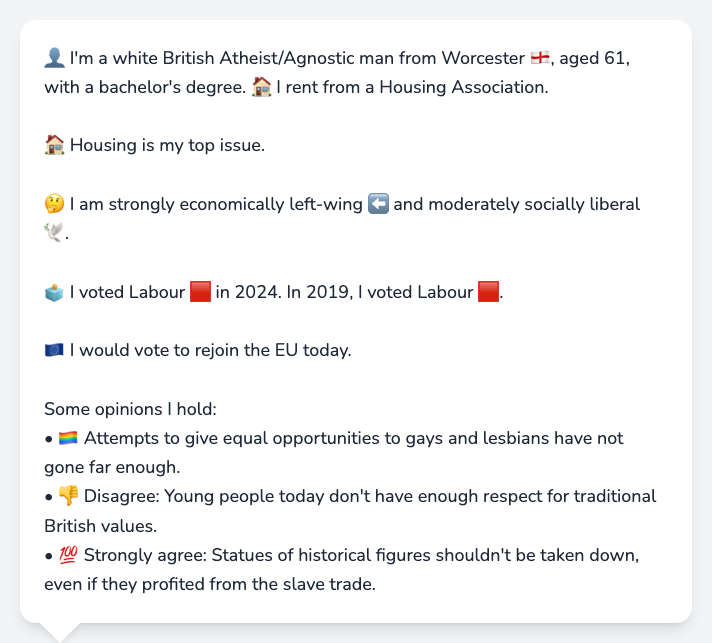 👤 I'm a white British Atheist/Agnostic man from Worcester 🏴󠁧󠁢󠁥󠁮󠁧󠁿, aged 61,
with a bachelor's degree. 🏠 I rent from a Housing Association.
🏠 Housing is my top issue.
🤔 I am strongly economically left-wing ⬅️ and moderately socially liberal
🕊️.
🗳️ I voted Labour 🟥 in 2024. In 2019, I voted Labour 🟥.
🇪🇺 I would vote to rejoin the EU today.
Some opinions I hold:
• 🏳️‍🌈 Attempts to give equal opportunities to gays and lesbians have not
gone far enough.
• 👎 Disagree: Young people today don't have enough respect for traditional
British values.
• 💯 Strongly agree: Statues of historical figures shouldn't be taken down,
even if they profited from the slave trade.